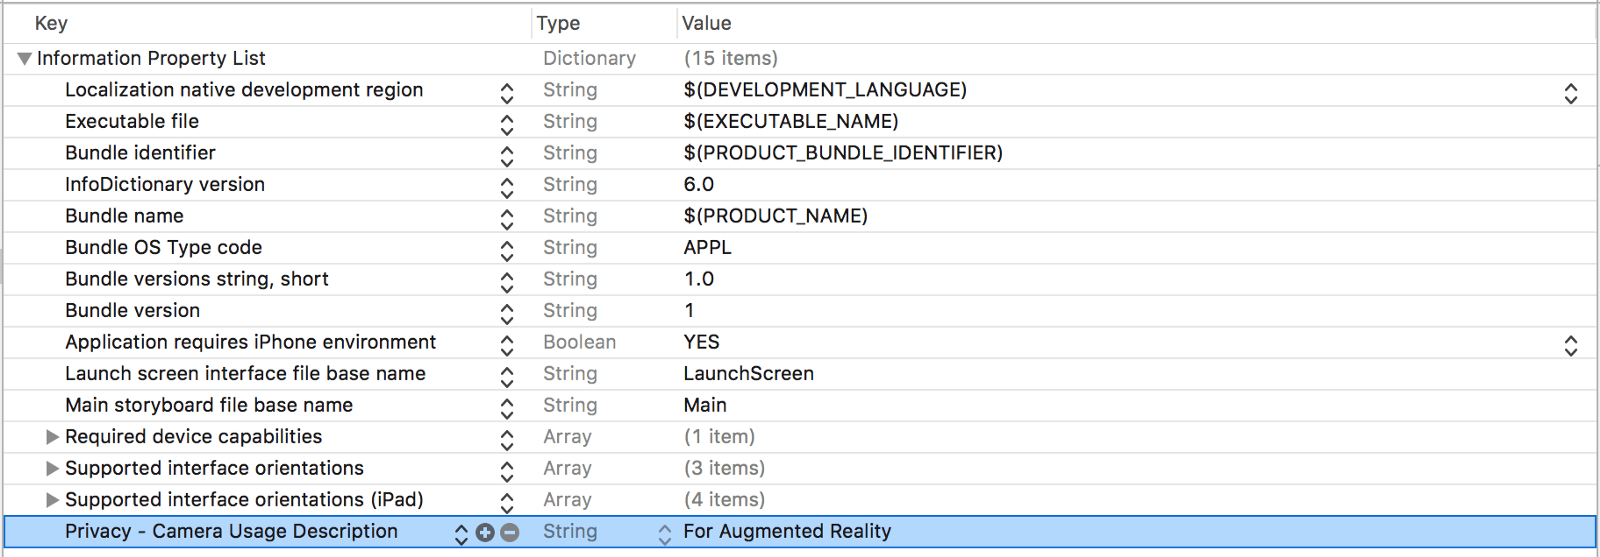 Key Type Value
Information Property List Dictionary (15 items)
Localization native development region String $(DEVELOPMENT_LANGUAGE)
Executable file String $(EXECUTABLE_NAME)
Bundle identifier String $(PRODUCT_BUNDLE_IDENTIFIER)
InfoDictionary version String 6.0
Bundle name String $(PRODUCT_NAME)
Bundle OS Type code String APPL
Bundle versions string, short String 1.0
Bundle version String 1
Application requires iPhone environment Boolean YES
Launch screen interface file base name String LaunchScreen
Main storyboard file base name String Main
Required device capabilities Array (1 item)
Supported interface orientations Array (3 items)
Supported interface orientations (iPad) Array (4 items)
Privacy - Camera Usage Description String For Augmented Reality